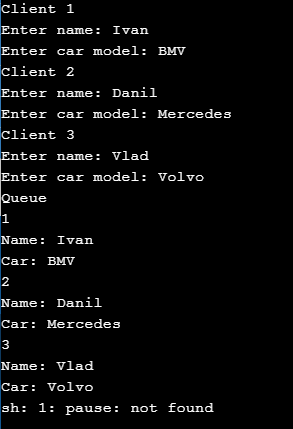 Client 1
Enter name: Ivan
Enter car model: BMV
Client 2
Enter name: Danil
Enter car model: Mercedes
Client 3
Enter name: Vlad
Enter car model: Volvo
Queue
1
Name: Ivan
Car: BMV
2
Name: Danil
Car: Mercedes
3
Name: Vlad
Car: Volvo
sh: 1: pause: not found